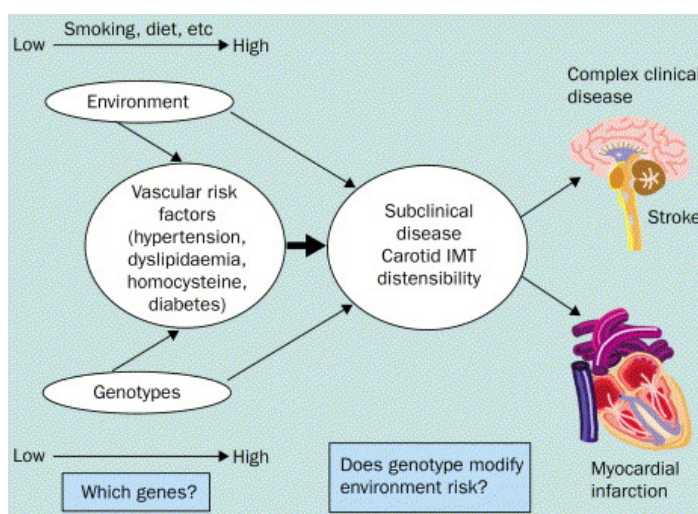 Smoking, diet, etc
Low
High
Environment
Vascular risk
factors
(hypertension,
dyslipidaemia,
homocysteine,
diabetes)
Genotypes
Low
High
Which genes?
Subclinical
disease
Carotid IMT
distensibility
Does genotype modify
environment risk?
Complex clinical
disease
Stroke
Myocardial
infarction